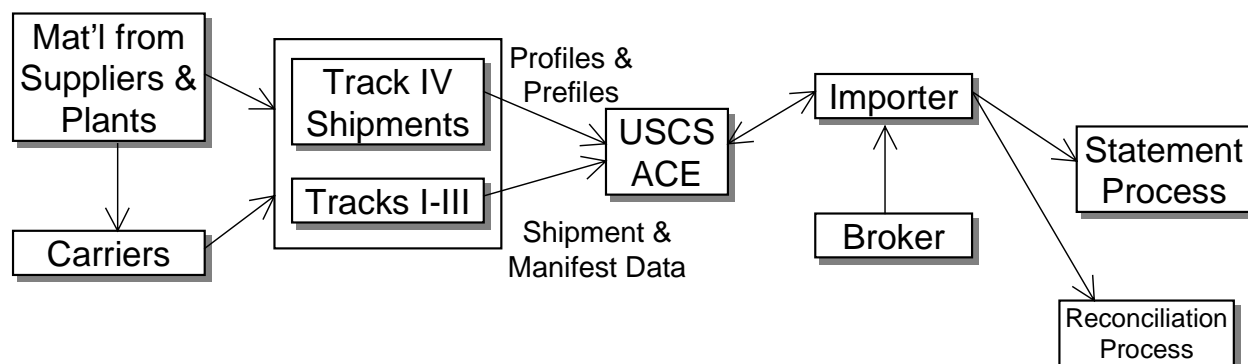 Mat'l from
Suppliers &
Plants
Carriers
Track IV
Shipments
Tracks I-III
Profiles &
Prefiles
Shipment &
Manifest Data
USCS
ACE
Importer
Broker
Statement
Process
Reconciliation
Process